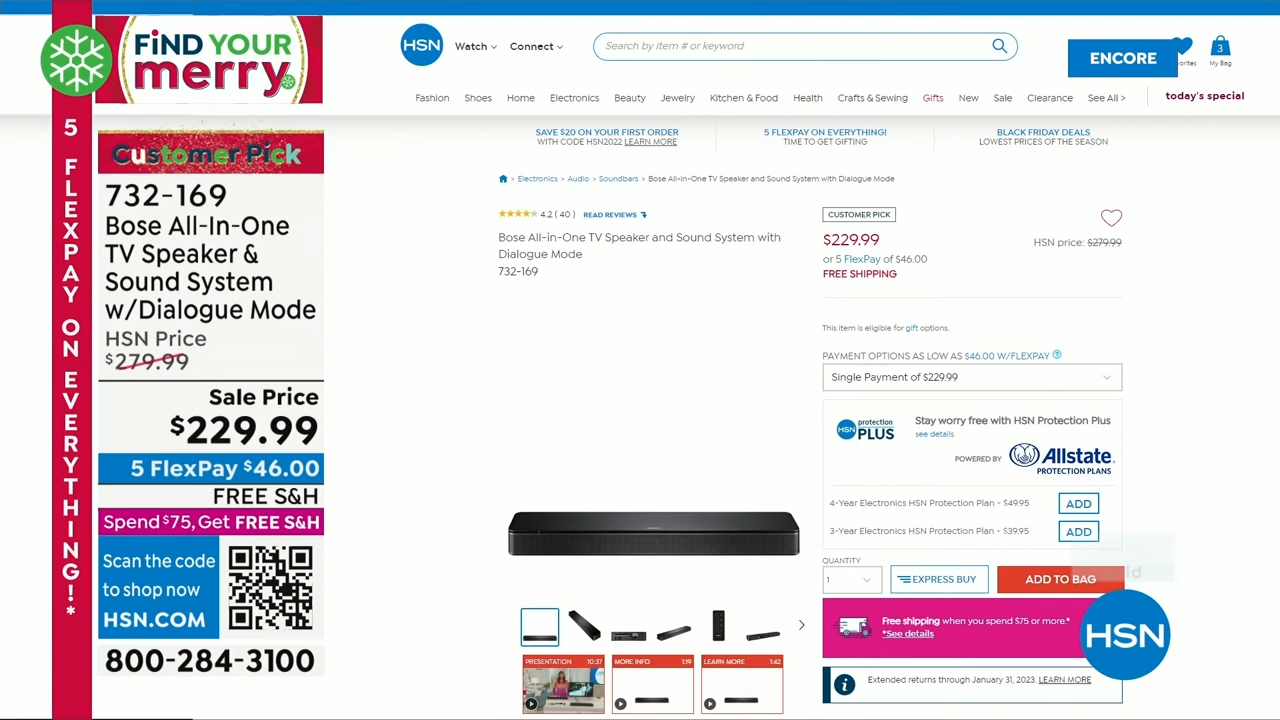 FiND YOUR
merry
5 FLEXPAY ON EVERYTHING!*
Customer Pick
732-169
Bose All-In-One
TV Speaker &
Sound System
w/Dialogue Mode
HSN Price
$279.99
Sale Price
$229.99
5 FlexPay $46.00
FREE S&H
Spend $75, Get FREE S&H
Scan the code
to shop now
HSN.COM
800-284-3100
HSN
Watch
Connect
Search by item # or keyword
ENCORE
orites
3
My Bag
Fashion Shoes Home Electronics Beauty Jewelry Kitchen & Food Health Crafts & Sewing Gifts New Sale Clearance See All >
today's special
SAVE $20 ON YOUR FIRST ORDER
WITH CODE HSN2022 LEARN MORE
5 FLEXPAY ON EVERYTHING!
TIME TO GET GIFTING
BLACK FRIDAY DEALS
LOWEST PRICES OF THE SEASON
> Electronics > Audio > Soundbars > Bose All-in-One TV Speaker and Sound System with Dialogue Mode
4.2 ( 40 ) READ REVIEWS
Bose All-in-One TV Speaker and Sound System with
Dialogue Mode
732-169
PRESENTATION 10:37
MORE INFO 1:19
LEARN MORE 1:42
CUSTOMER PICK
$229.99
HSN price: $279.99
or 5 FlexPay of $46.00
FREE SHIPPING
This item is eligible for gift options.
PAYMENT OPTIONS AS LOW AS $46.00 W/FLEXPAY ?
Single Payment of $229.99
HSN protection PLUS
Stay worry free with HSN Protection Plus
see details
POWERED BY Allstate.
PROTECTION PLANS
4-Year Electronics HSN Protection Plan - $49.95 ADD
3-Year Electronics HSN Protection Plan - $39.95 ADD
QUANTITY
1
EXPRESS BUY
ADD TO BAG
Free shipping when you spend $75 or more.*
*See details
HSN
Extended returns through January 31, 2023. LEARN MORE